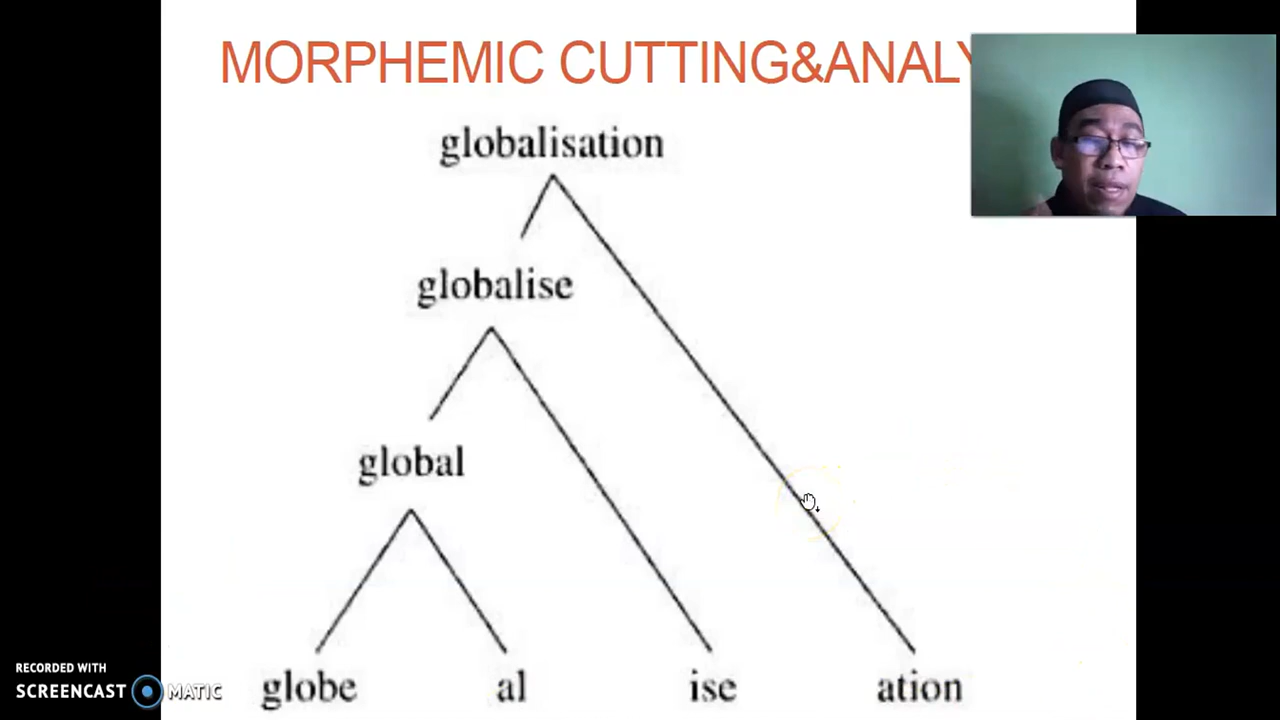 MORPHEMIC CUTTING&ANALY
globalisation
globalise
global
globe al ise ation
RECORDED WITH
SCREENCAST MATIC